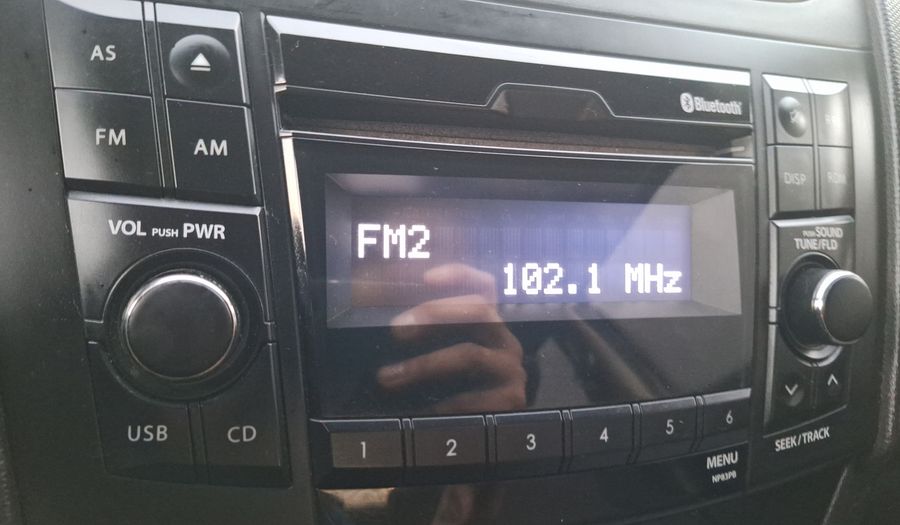 AS
FM
AM
Bluetooth
DISP
RDM
VOL PUSH PWR
PUSH SOUND
TUNE/FLD
FM2
102.1 MHz
USB
CD
1
2
3
4
5
6
MENU
NP83PB
SEEK/TRACK